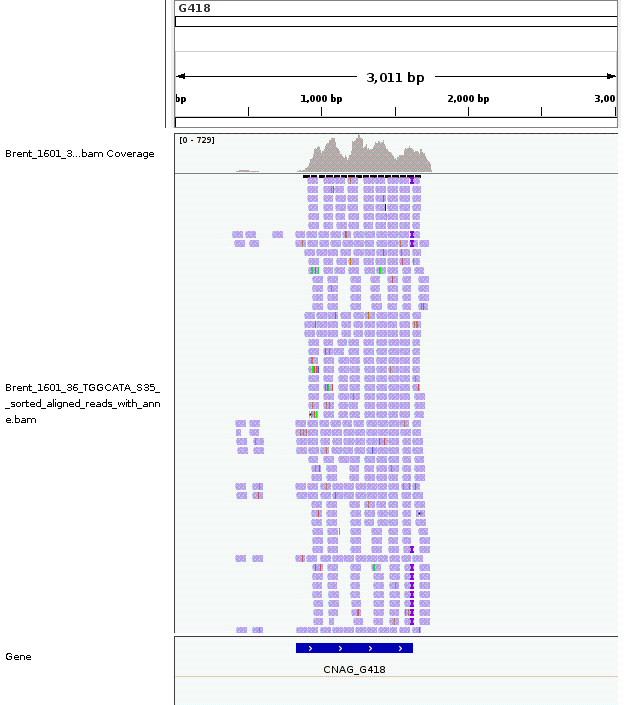 G418
3,011 bp
bp 1,000 bp 2,000 bp 3,00
[0 - 729]
Brent_1601_3...bam Coverage
Brent_1601_36_TGGCATA_S35_
_sorted_aligned_reads_with_ann
e.bam
Gene
CNAG_G418